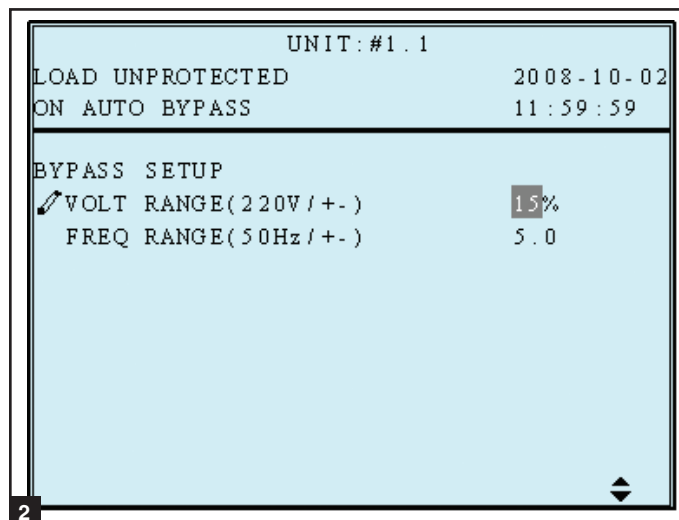 UNIT:#1.1
LOAD UNPROTECTED 2008-10-02
ON AUTO BYPASS 11:59:59
BYPASS SETUP
VOLT RANGE(220V/+-) 15%
FREQ RANGE(50Hz/+-) 5.0
2